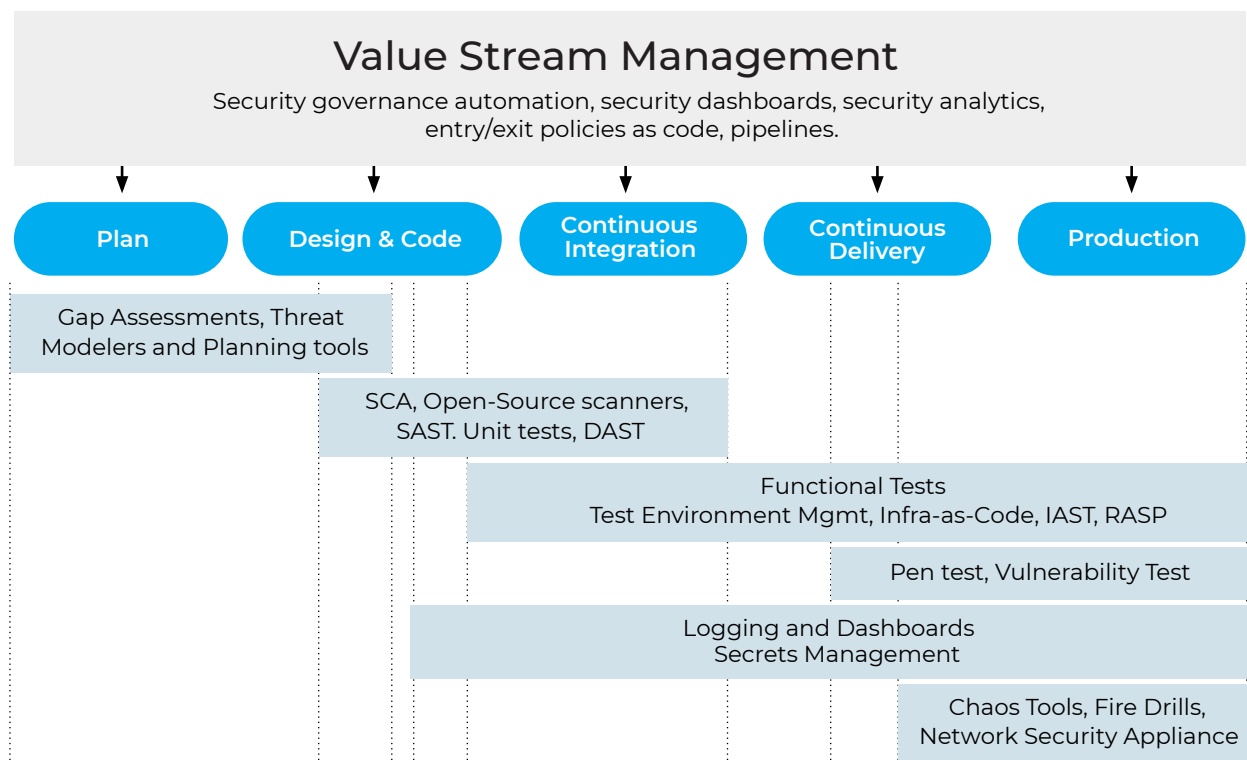 Value Stream Management
Security governance automation, security dashboards, security analytics,
entry/exit policies as code, pipelines.
Plan
Design & Code
Continuous
Integration
Continuous
Delivery
Production
Gap Assessments, Threat
Modelers and Planning tools
SCA, Open-Source scanners,
SAST. Unit tests, DAST
Functional Tests
Test Environment Mgmt, Infra-as-Code, IAST, RASP
Pen test, Vulnerability Test
Logging and Dashboards
Secrets Management
Chaos Tools, Fire Drills,
Network Security Appliance